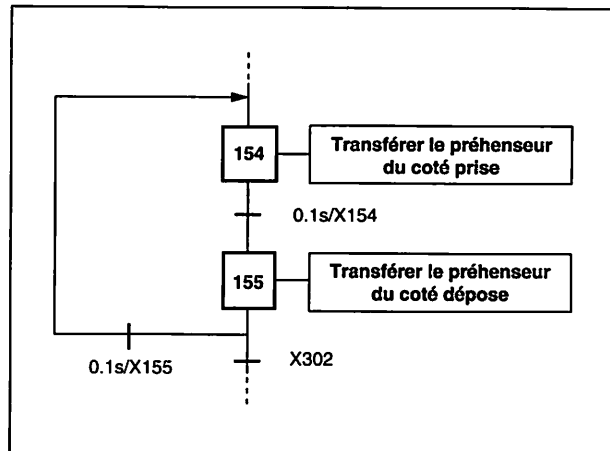 154
Transférer le préhenseur
du coté prise
0.1s/X154
155
Transférer le préhenseur
du coté dépose
0.1s/X155
X302